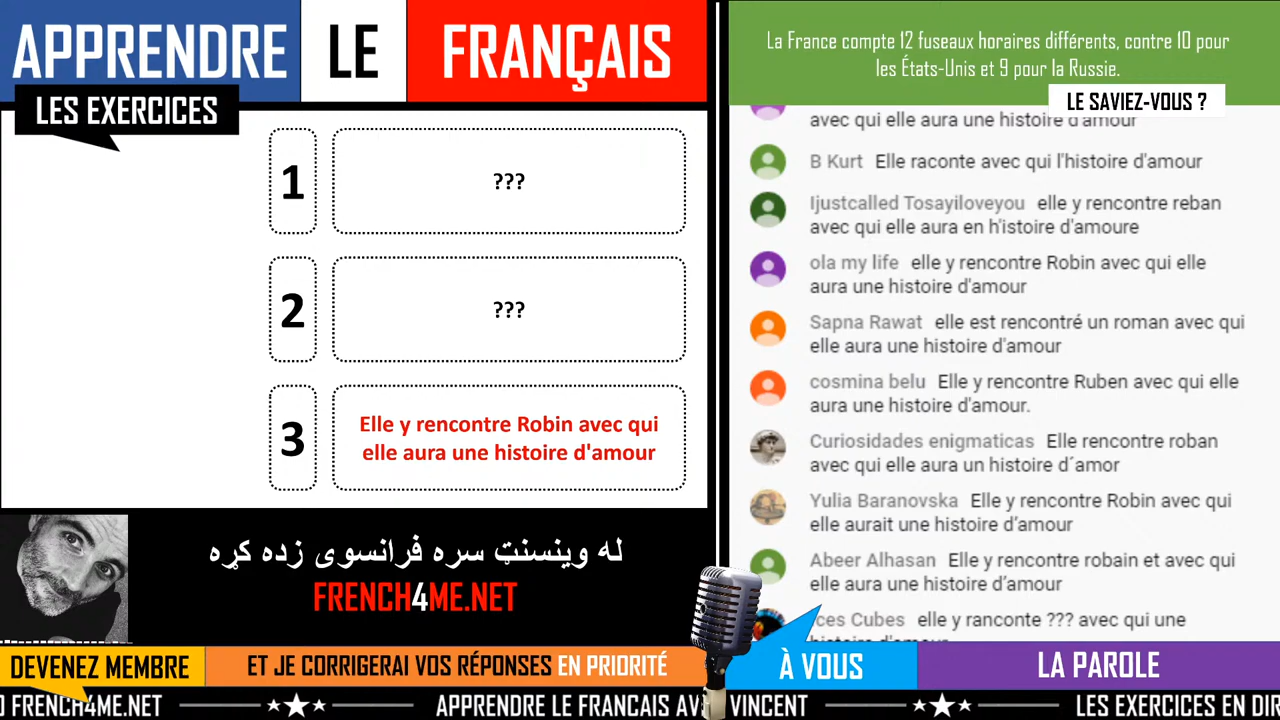 APPRENDRE LE FRANÇAIS
LES EXERCICES
1
???
2
???
3
Elle y rencontre Robin avec qui
elle aura une histoire d'amour
له وينسنټ سره فرانسوی زده کړه
FRENCH4ME.NET
La France compte 12 fuseaux horaires différents, contre 10 pour
les États-Unis et 9 pour la Russie.
LE SAVIEZ-VOUS ?
avec qui elle aura une histoire d'amour
B Kurt Elle raconte avec qui l'histoire d'amour
Ijustcalled Tosayiloveyou elle y rencontre reban
avec qui elle aura en h'istoire d'amoure
ola my life elle y rencontre Robin avec qui elle
aura une histoire d'amour
Sapna Rawat elle est rencontré un roman avec qui
elle aura une histoire d'amour
cosmina belu Elle y rencontre Ruben avec qui elle
aura une histoire d'amour.
Curiosidades enigmaticas Elle rencontre roban
avec qui elle aura un histoire d´amor
Yulia Baranovska Elle y rencontre Robin avec qui
elle aurait une histoire d'amour
Abeer Alhasan Elle y rencontre robain et avec qui
elle aura une histoire d'amour
ces Cubes elle y ranconte ??? avec qui une
histoire d'amour
DEVENEZ MEMBRE
ET JE CORRIGERAI VOS RÉPONSES EN PRIORITÉ
À VOUS
LA PAROLE
FRENCH4ME.NET
APPRENDRE LE FRANCAIS AV VINCENT
LES EXERCICES EN DI